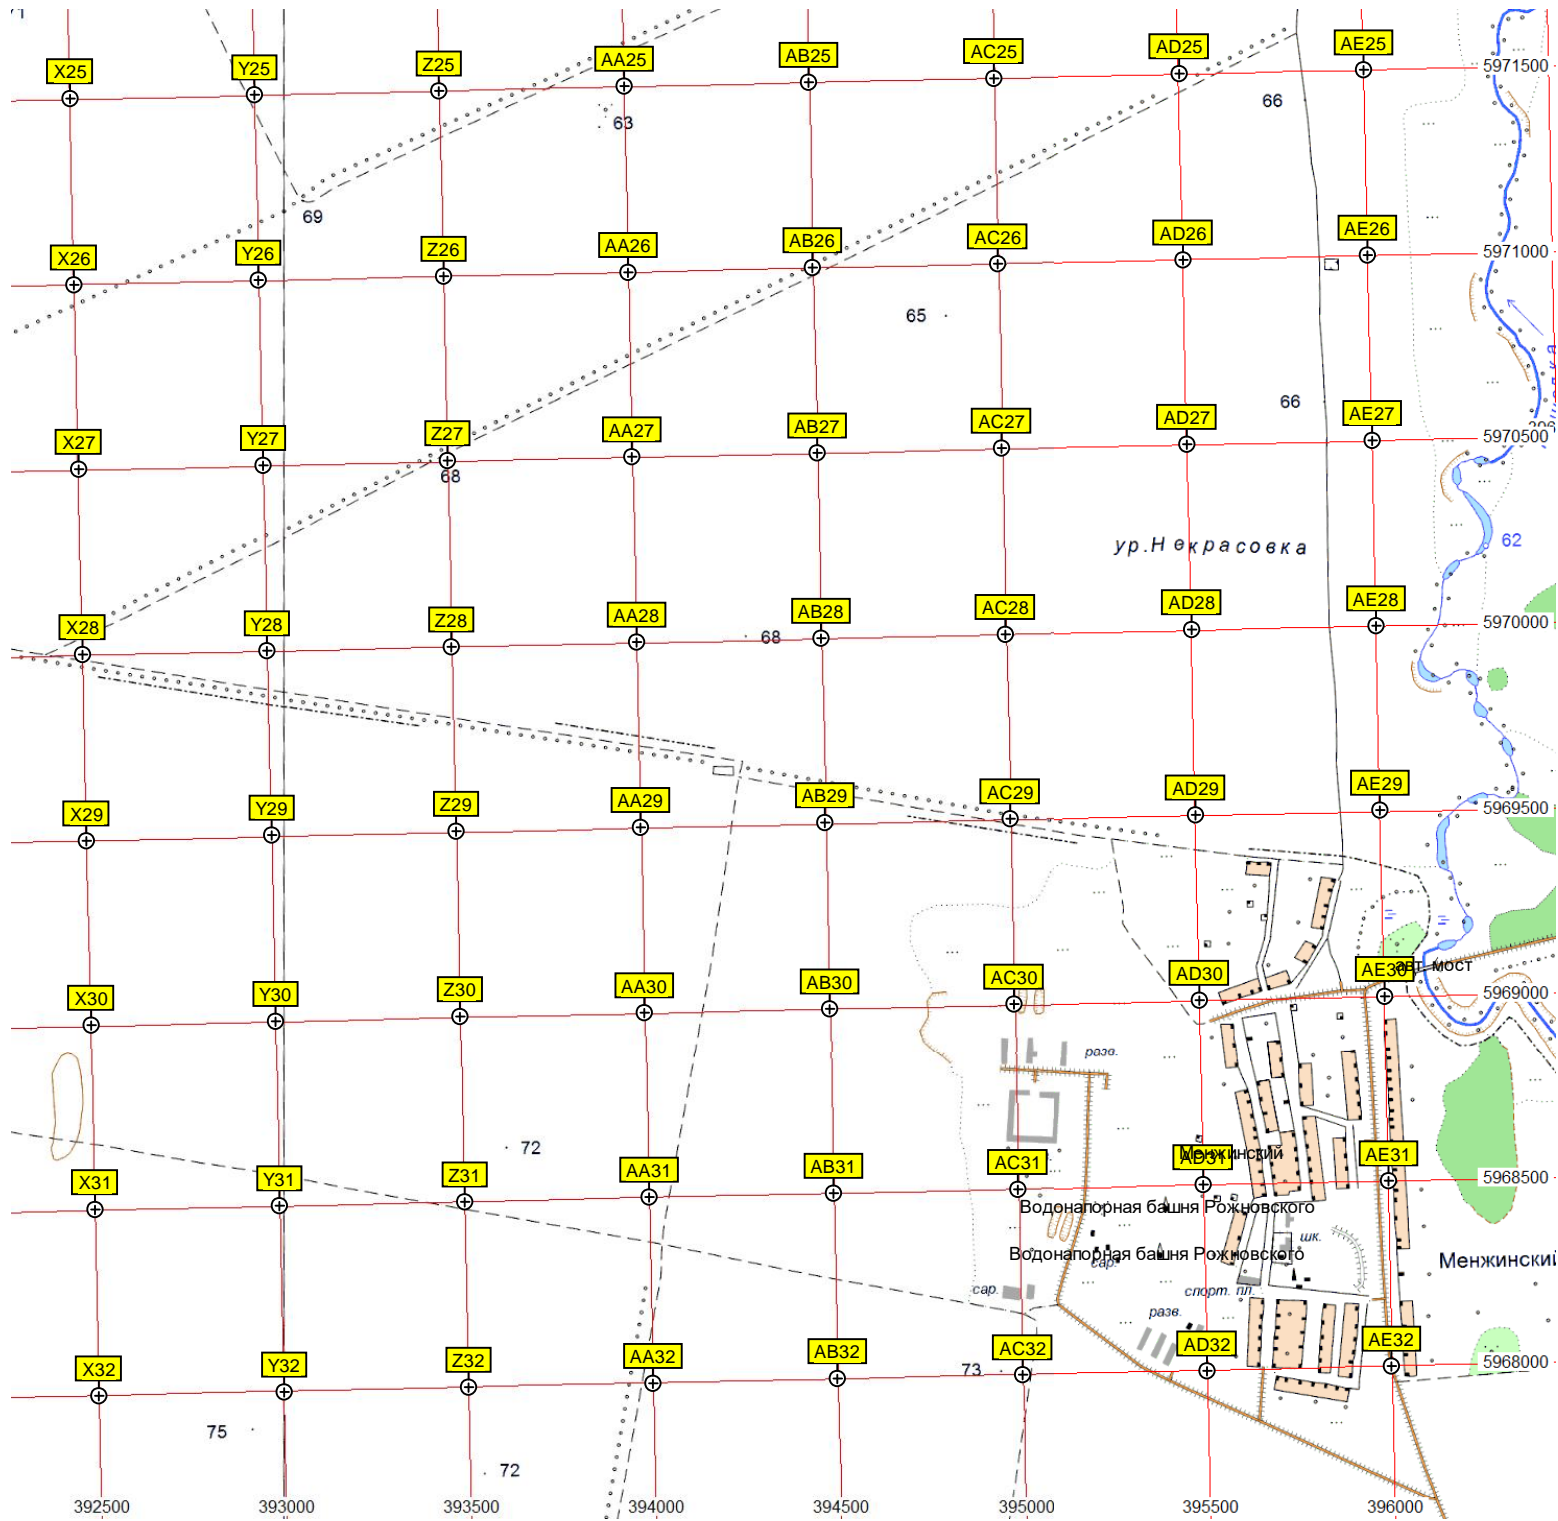 AE25
AD25
AC25
AB25
AA25
Z25
Y25
X25
5971500
66
63
69
AE26
AD26
AC26
AB26
AA26
Z26
Y26
X26
5971000
65
66
AE27
AD27
AC27
AB27
AA27
Z27
Y27
X27
5970500
68
ур.Некрасовка
62
AE28
AD28
AC28
AB28
AA28
Z28
Y28
X28
5970000
68
AE29
AD29
AC29
AB29
AA29
Z29
Y29
X29
5969500
авт. мост
AE30
AD30
AC30
AB30
AA30
Z30
Y30
X30
5969000
разв.
72
Менжинский
AE31
AD31
AC31
AB31
AA31
Z31
Y31
X31
5968500
Водонапорная башня Рожновского
шк.
Водонапорная башня Рожновского
сар.
Менжинский
сар.
спорт. пл.
разв.
AE32
AD32
AC32
AB32
AA32
Z32
Y32
X32
5968000
73
75
72
392500
393000
393500
394000
394500
395000
395500
396000